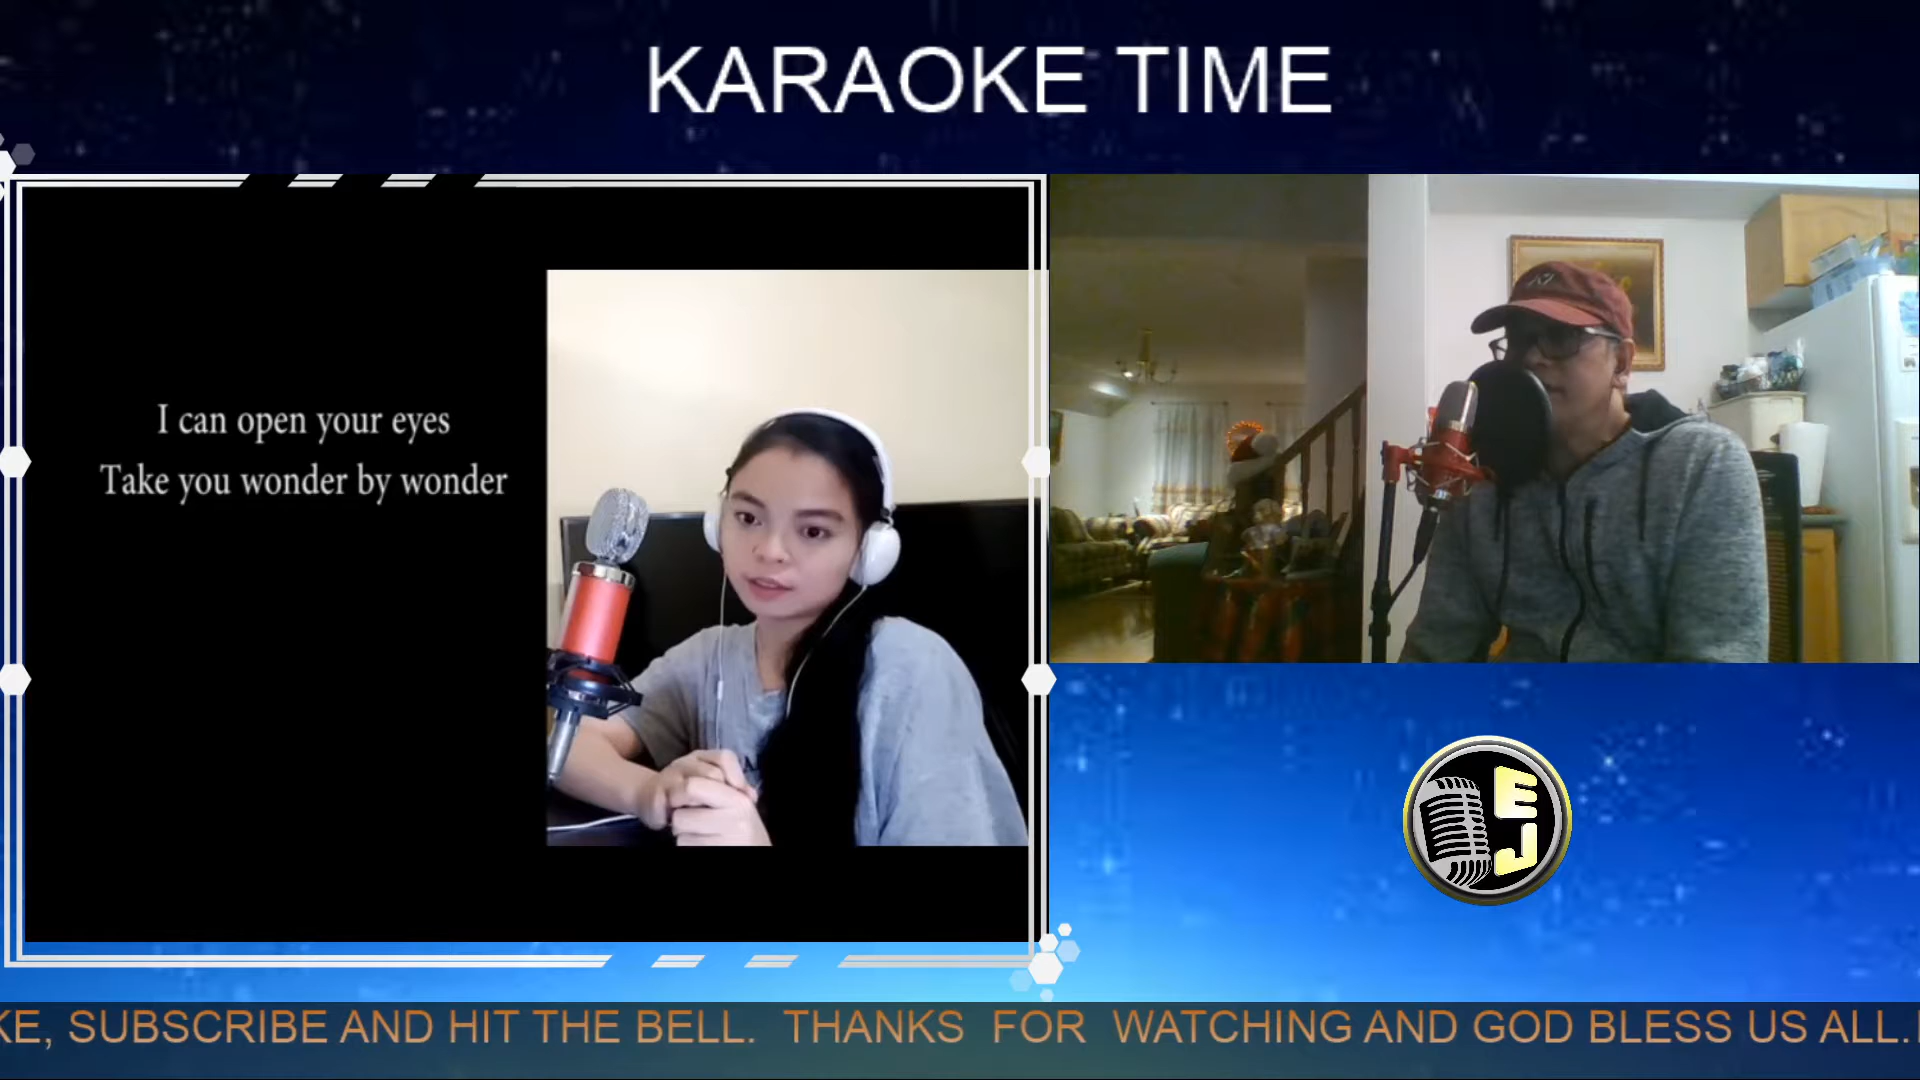 KARAOKE TIME
I can open your eyes
Take you wonder by wonder
E
J
KE, SUBSCRIBE AND HIT THE BELL. THANKS FOR WATCHING AND GOD BLESS US ALL.